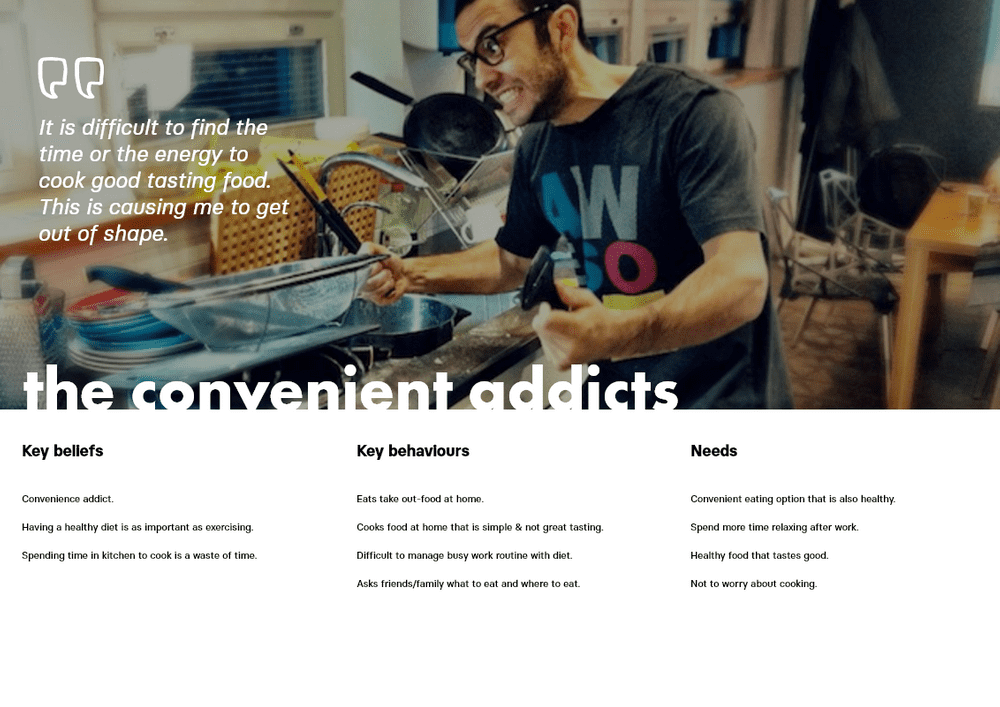 It is difficult to find the
time or the energy to
cook good tasting food.
This is causing me to get
out of shape.
AW
SO
the convenient addicts
Key beliefs
Convenience addict.
Having a healthy diet is as important as exercising.
Spending time in kitchen to cook is a waste of time.
Key behaviours
Eats take out-food at home.
Cooks food at home that is simple & not great tasting.
Difficult to manage busy work routine with diet.
Asks friends/family what to eat and where to eat.
Needs
Convenient eating option that is also healthy.
Spend more time relaxing after work.
Healthy food that tastes good.
Not to worry about cooking.